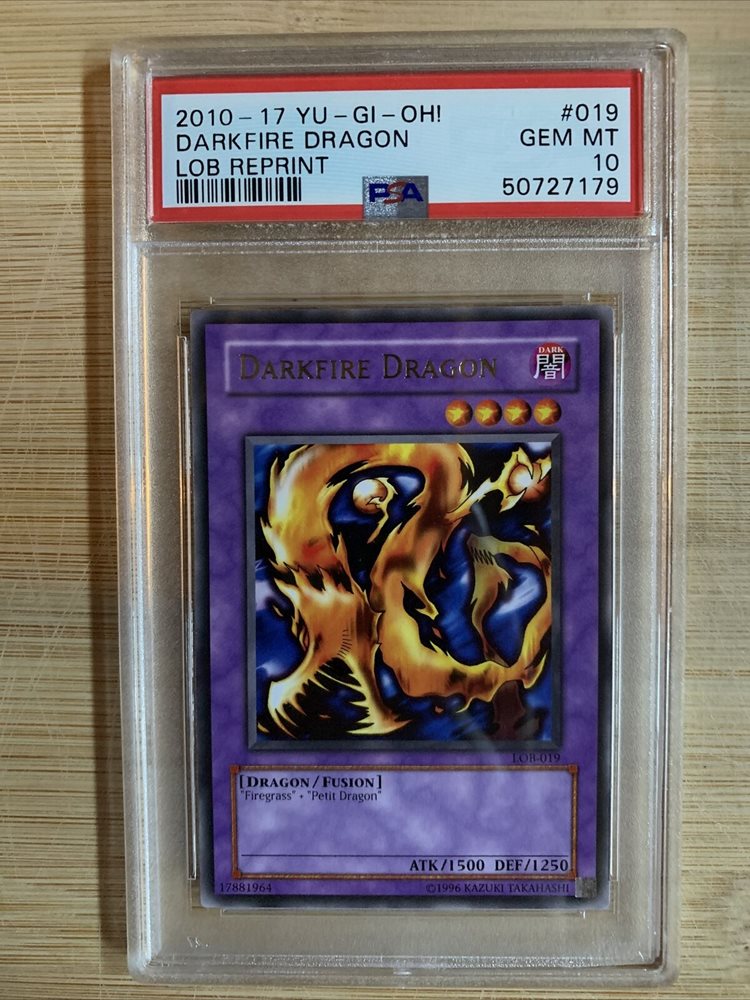 2010-17 YU-GI-OH! #019
DARKFIRE DRAGON GEM MT
LOB REPRINT 10
PSA 50727179
DARKFIRE DRAGON
DARK
闇
LOB-019
[DRAGON/FUSION]
"Firegrass" + "Petit Dragon"
ATK/1500 DEF/1250
17881964 ©1996 KAZUKI TAKAHASHI